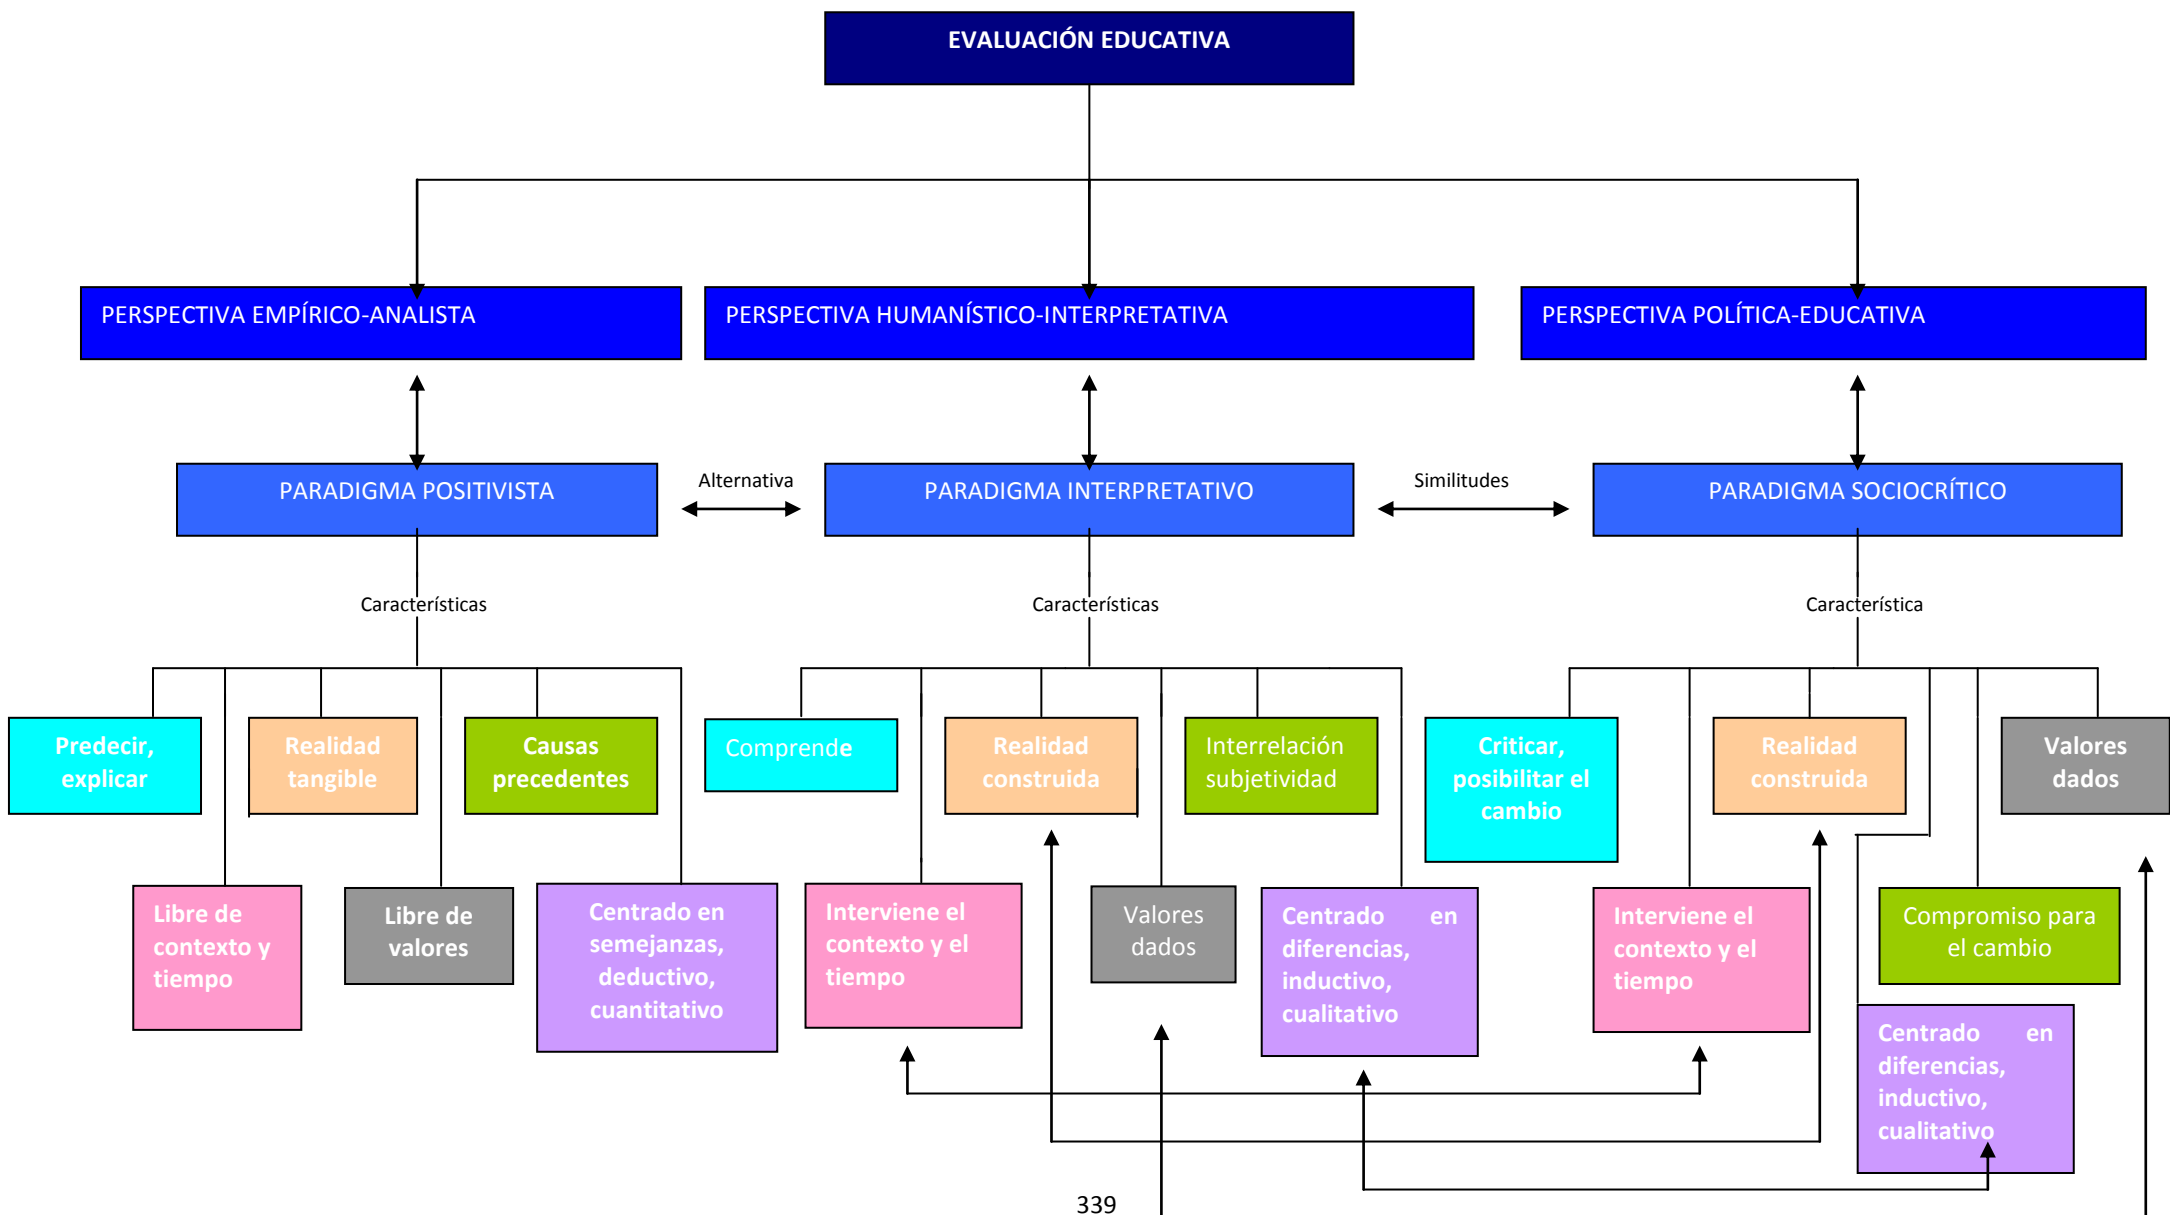 EVALUACIÓN EDUCATIVA
PERSPECTIVA EMPÍRICO-ANALISTA
PERSPECTIVA HUMANÍSTICO-INTERPRETATIVA
PERSPECTIVA POLÍTICA-EDUCATIVA
PARADIGMA POSITIVISTA
Alternativa
PARADIGMA INTERPRETATIVO
Similitudes
PARADIGMA SOCIOCRÍTICO
Características
Características
Característica
Predecir,
explicar
Realidad
tangible
Causas
precedentes
Comprende
Realidad
construida
Interrelación
subjetividad
Criticar,
posibilitar el
cambio
Realidad
construida
Valores
dados
Libre de
contexto y
tiempo
Libre de
valores
Centrado en
semejanzas,
deductivo,
cuantitativo
Interviene el
contexto y el
tiempo
Valores
dados
Centrado en
diferencias,
inductivo,
cualitativo
Interviene el
contexto y el
tiempo
Compromiso para
el cambio
Centrado en
diferencias,
inductivo,
cualitativo
339